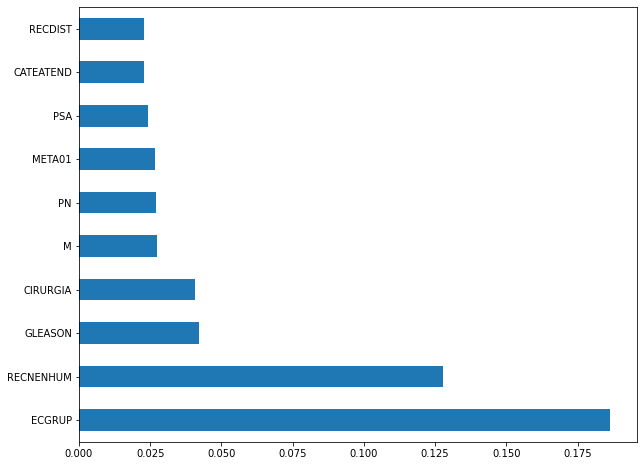 RECDIST
CATEATEND
PSA
META01
PN
M
CIRURGIA
GLEASON
RECNENHUM
ECGRUP
0.000 0.025 0.050 0.075 0.100 0.125 0.150 0.175